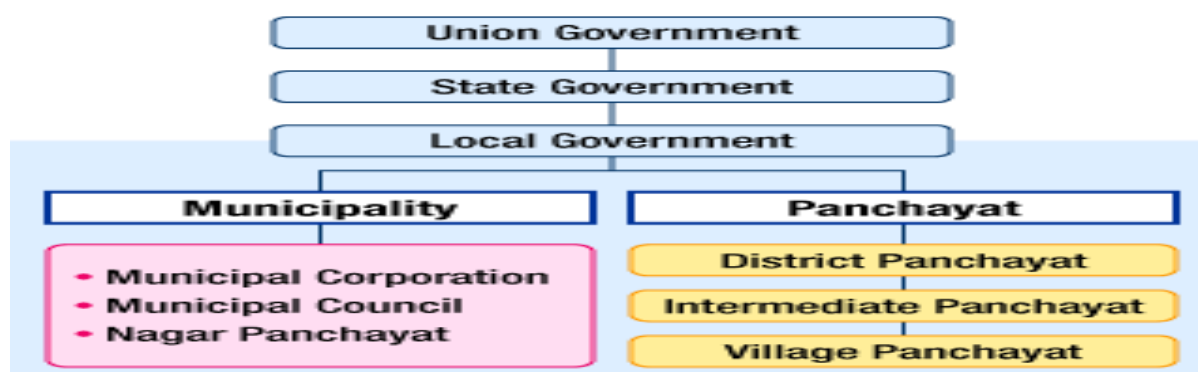 Union Government
State Government
Local Government
Municipality
• Municipal Corporation
• Municipal Council
• Nagar Panchayat
Panchayat
District Panchayat
Intermediate Panchayat
Village Panchayat